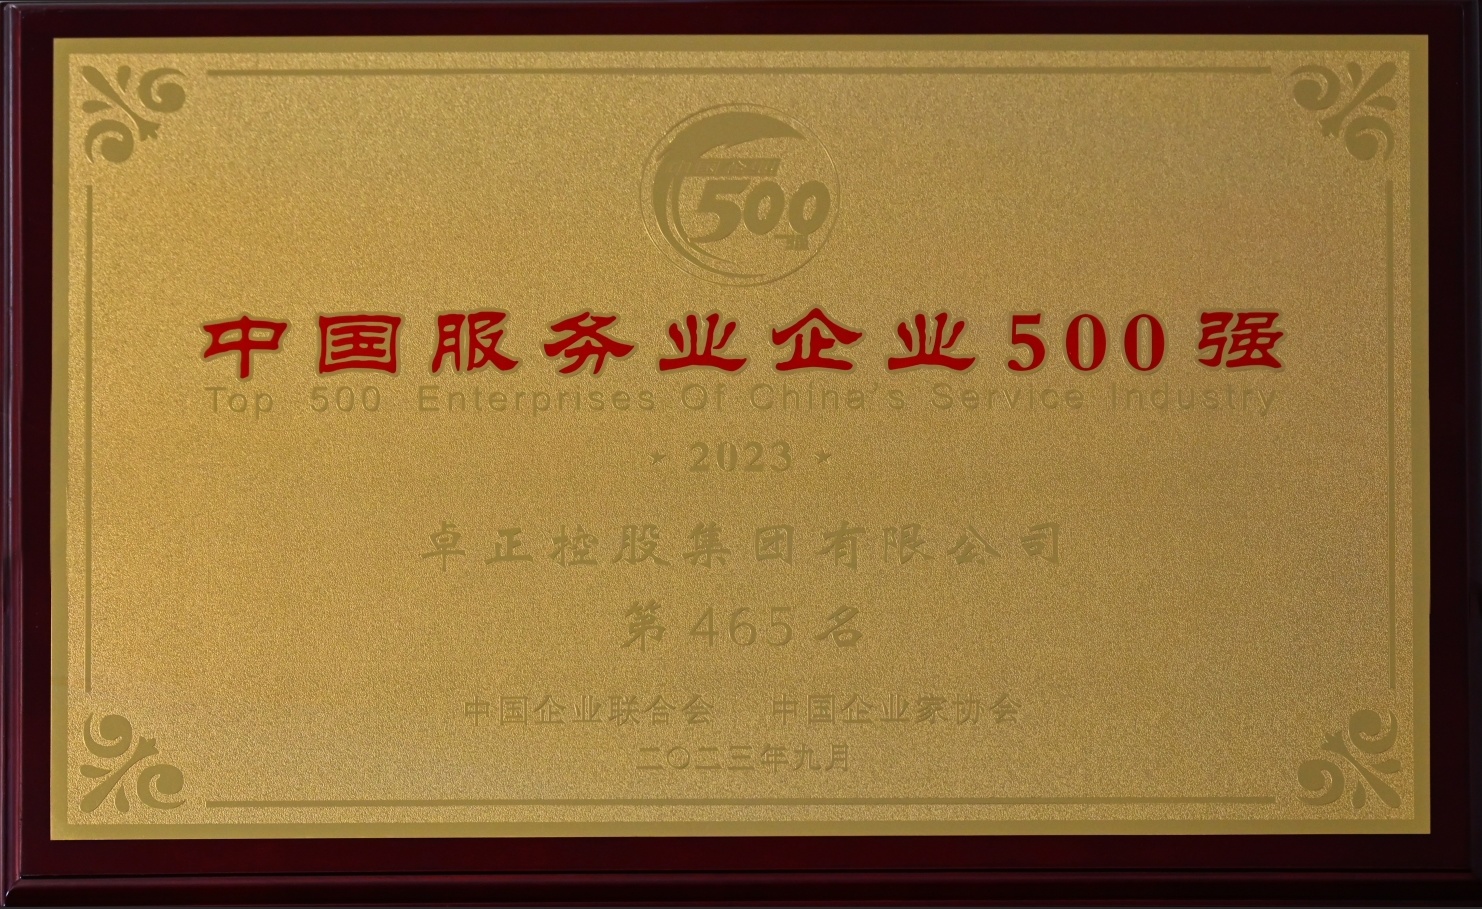 500
中国服务业企业500强
Top 500 Enterprises Of China's Service Industry
2023
卓正控股集团有限公司
第465名
中国企业联合会 中国企业家协会
二〇二三年九月